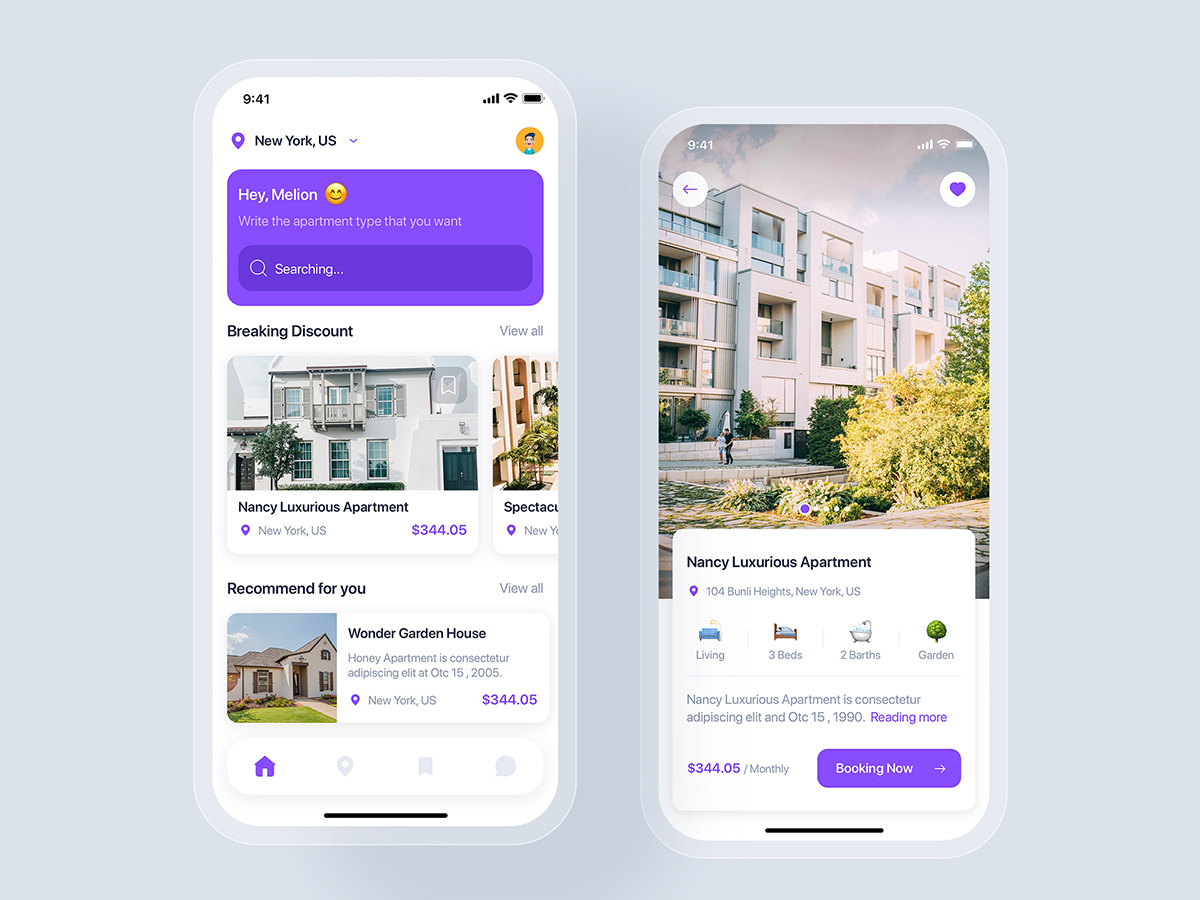 9:41
New York, US
Hey, Melion 😊
Write the apartment type that you want
Searching...
Breaking Discount
View all
Nancy Luxurious Apartment
New York, US
$344.05
Spectacu
New Yo
Recommend for you
View all
Wonder Garden House
Honey Apartment is consectetur
adipiscing elit at Otc 15 , 2005.
New York, US
$344.05
9:41
Nancy Luxurious Apartment
104 Bunli Heights, New York, US
Living
3 Beds
2 Barths
Garden
Nancy Luxurious Apartment is consectetur
adipiscing elit and Otc 15 , 1990. Reading more
$344.05 / Monthly
Booking Now